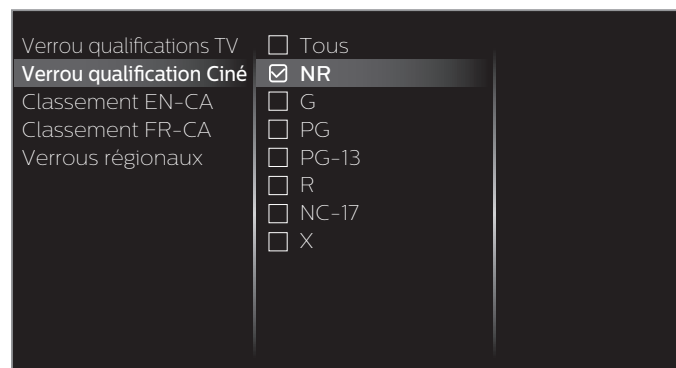 Verrou qualifications TV
Verrou qualification Ciné
Classement EN-CA
Classement FR-CA
Verrous régionaux
Tous
NR
G
PG
PG-13
R
NC-17
X